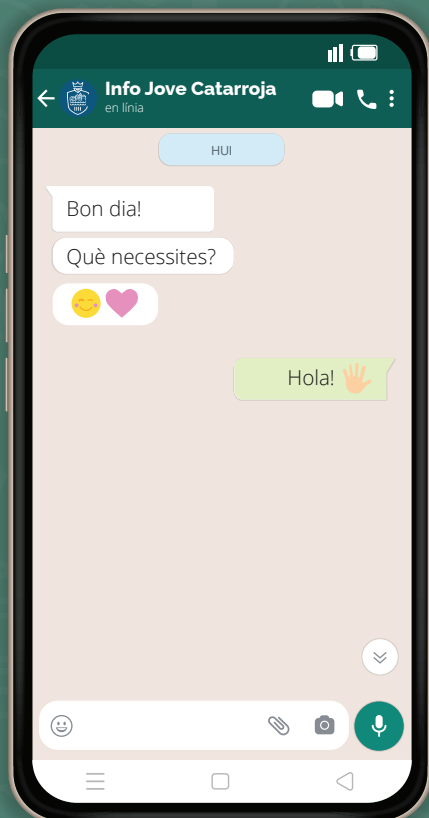 Info Jove Catarroja
en línia
HUI
Bon dia!
Què necessites?
Hola!